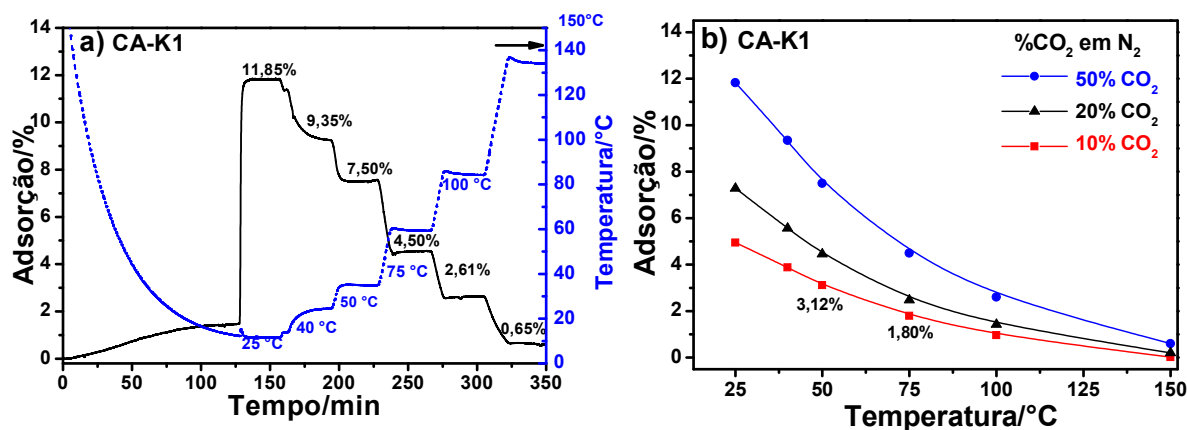 a) CA-K1
Adsorção/%
14
12
10
8
6
4
2
0
0
50
100
150
200
250
300
350
Tempo/min
11,85%
9,35%
7,50%
4,50%
2,61%
0,65%
25 °C
40 °C
50 °C
75 °C
100 °C
150°C
140
120
100
80
60
40
20
0
Temperatura/°C
b) CA-K1
%CO₂ em N₂
50% CO₂
20% CO₂
10% CO₂
Adsorção/%
14
12
10
8
6
4
2
0
3,12%
1,80%
25
50
75
100
125
150
Temperatura/°C